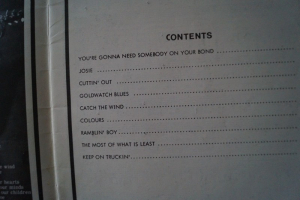 CONTENTS
YOU'RE GONNA NEED SOMEBODY ON YOUR BOND
JOSIE
CUTTIN' OUT
GOLDWATCH BLUES
CATCH THE WIND
COLOURS
RAMBLIN' BOY
THE MOST OF WHAT IS LEAST
KEEP ON TRUCKIN'